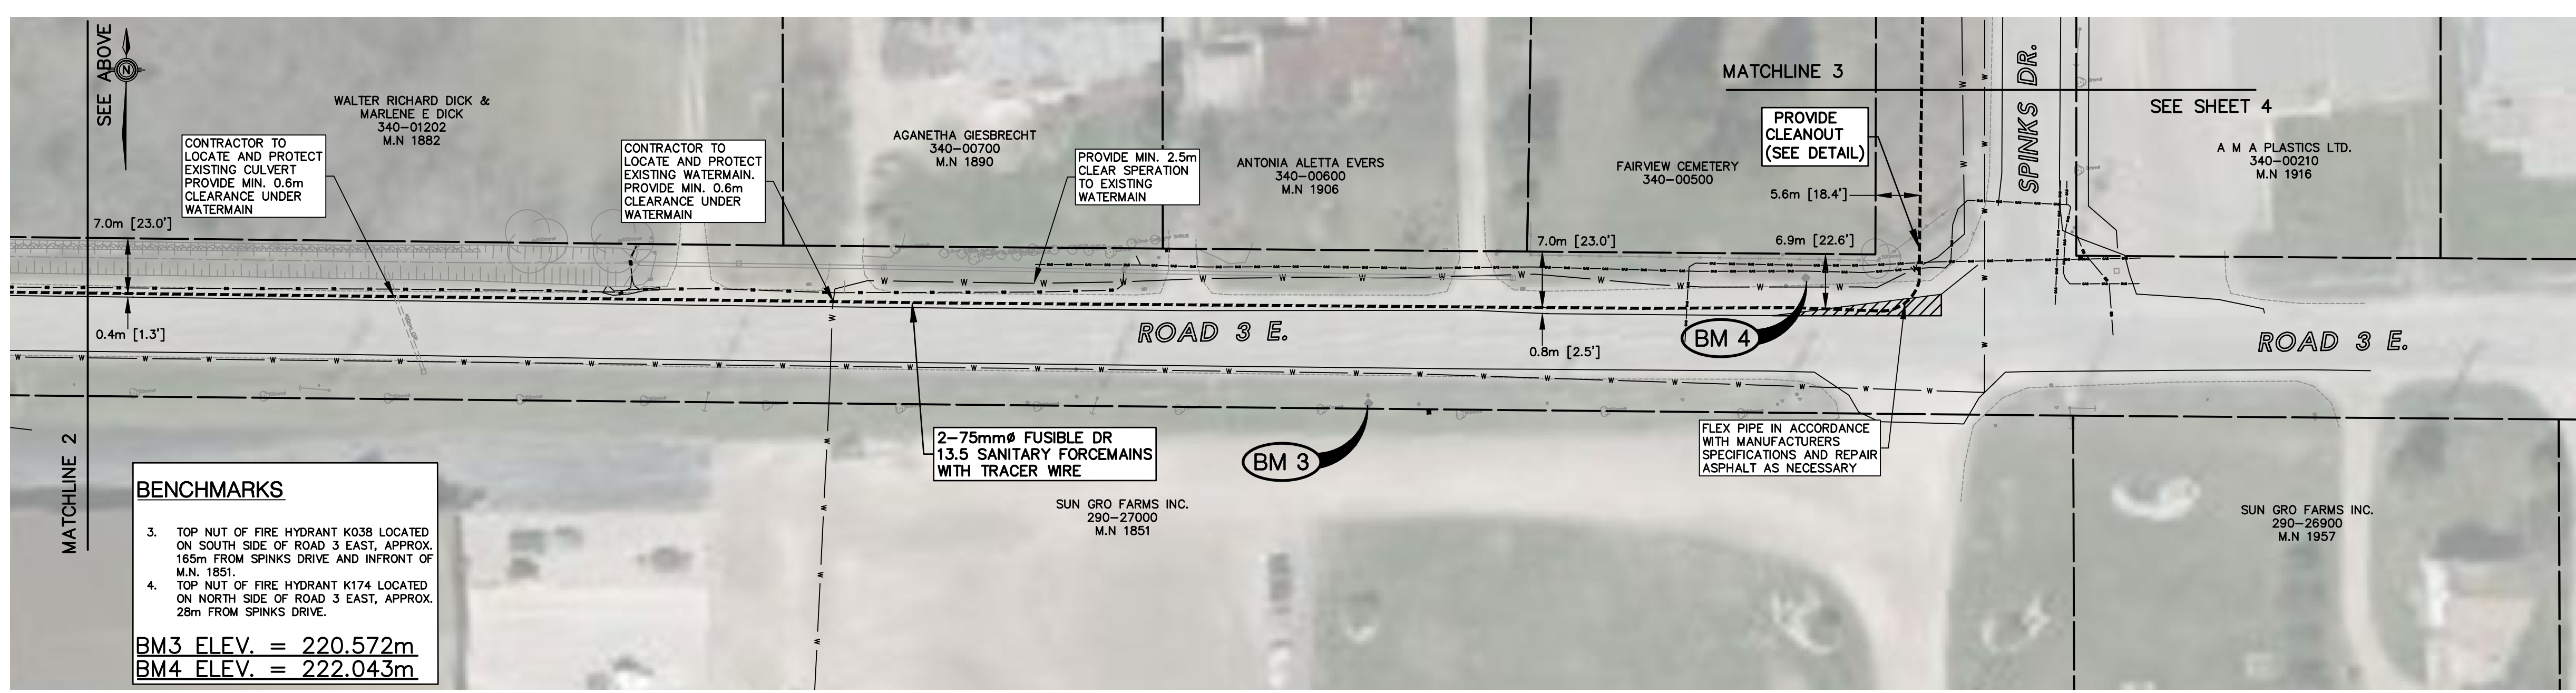 SEE ABOVE
N
WALTER RICHARD DICK &
MARLENE E DICK
340-01202
M.N 1882
CONTRACTOR TO
LOCATE AND PROTECT
EXISTING CULVERT
PROVIDE MIN. 0.6m
CLEARANCE UNDER
WATERMAIN
CONTRACTOR TO
LOCATE AND PROTECT
EXISTING WATERMAIN.
PROVIDE MIN. 0.6m
CLEARANCE UNDER
WATERMAIN
AGANETHA GIESBRECHT
340-00700
M.N 1890
PROVIDE MIN. 2.5m
CLEAR SPERATION
TO EXISTING
WATERMAIN
ANTONIA ALETTA EVERS
340-00600
M.N 1906
FAIRVIEW CEMETERY
340-00500
MATCHLINE 3
PROVIDE
CLEANOUT
(SEE DETAIL)
5.6m [18.4']
SPINKS DR.
SEE SHEET 4
A M A PLASTICS LTD.
340-00210
M.N 1916
7.0m [23.0']
7.0m [23.0']
6.9m [22.6']
0.4m [1.3']
ROAD 3 E.
0.8m [2.5']
BM 4
ROAD 3 E.
MATCHLINE 2
2-75mmø FUSIBLE DR
13.5 SANITARY FORCEMAINS
WITH TRACER WIRE
BM 3
FLEX PIPE IN ACCORDANCE
WITH MANUFACTURERS
SPECIFICATIONS AND REPAIR
ASPHALT AS NECESSARY
SUN GRO FARMS INC.
290-27000
M.N 1851
SUN GRO FARMS INC.
290-26900
M.N 1957
BENCHMARKS
3. TOP NUT OF FIRE HYDRANT K038 LOCATED
ON SOUTH SIDE OF ROAD 3 EAST, APPROX.
165m FROM SPINKS DRIVE AND INFRONT OF
M.N. 1851.
4. TOP NUT OF FIRE HYDRANT K174 LOCATED
ON NORTH SIDE OF ROAD 3 EAST, APPROX.
28m FROM SPINKS DRIVE.
BM3 ELEV. = 220.572m
BM4 ELEV. = 222.043m